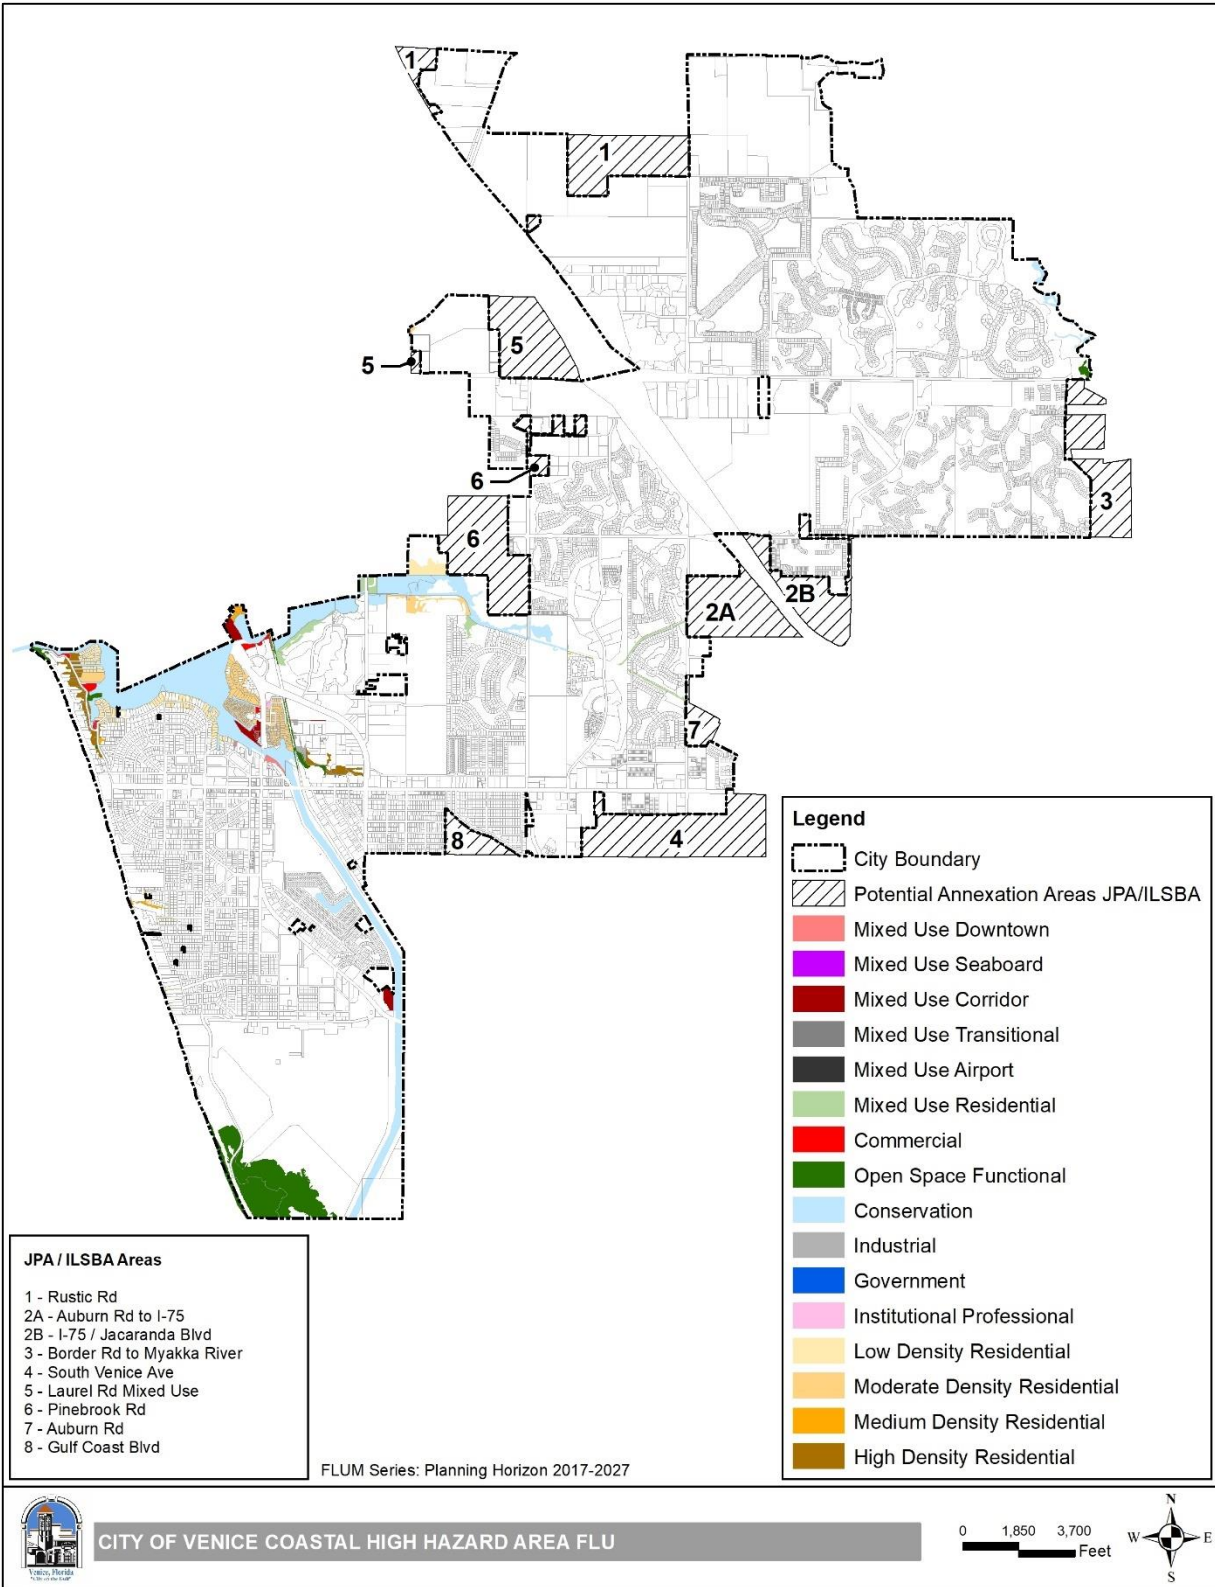 1
1
5
5
6
6
3
2B
2A
7
8
4
Legend
City Boundary
Potential Annexation Areas JPA/ILSBA
Mixed Use Downtown
Mixed Use Seaboard
Mixed Use Corridor
Mixed Use Transitional
Mixed Use Airport
Mixed Use Residential
Commercial
Open Space Functional
Conservation
Industrial
Government
Institutional Professional
Low Density Residential
Moderate Density Residential
Medium Density Residential
High Density Residential
JPA / ILSBA Areas
1 - Rustic Rd
2A - Auburn Rd to I-75
2B - I-75 / Jacaranda Blvd
3 - Border Rd to Myakka River
4 - South Venice Ave
5 - Laurel Rd Mixed Use
6 - Pinebrook Rd
7 - Auburn Rd
8 - Gulf Coast Blvd
FLUM Series: Planning Horizon 2017-2027
Venice, Florida
"City on the Gulf"
CITY OF VENICE COASTAL HIGH HAZARD AREA FLU
0 1,850 3,700
Feet
N
W E
S